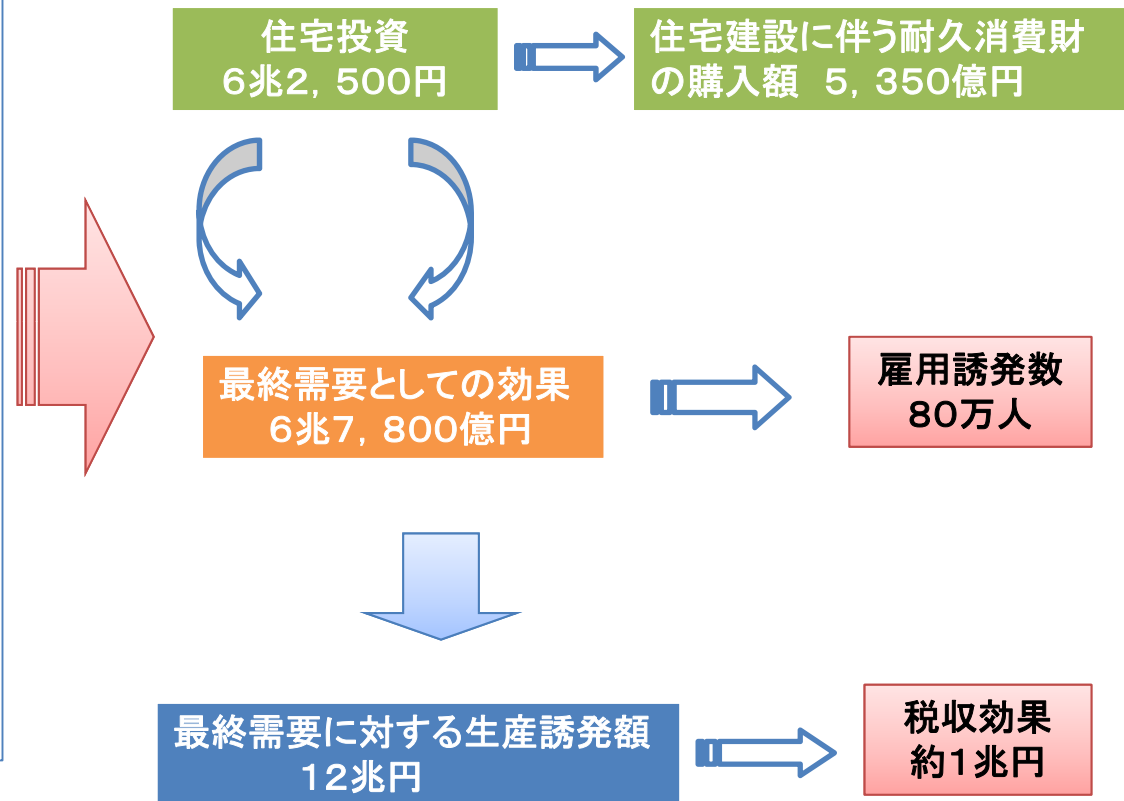 住宅投資
6兆2,500円
住宅建設に伴う耐久消費財
の購入額 5,350億円
最終需要としての効果
6兆7,800億円
雇用誘発数
80万人
最終需要に対する生産誘発額
12兆円
税収効果
約1兆円